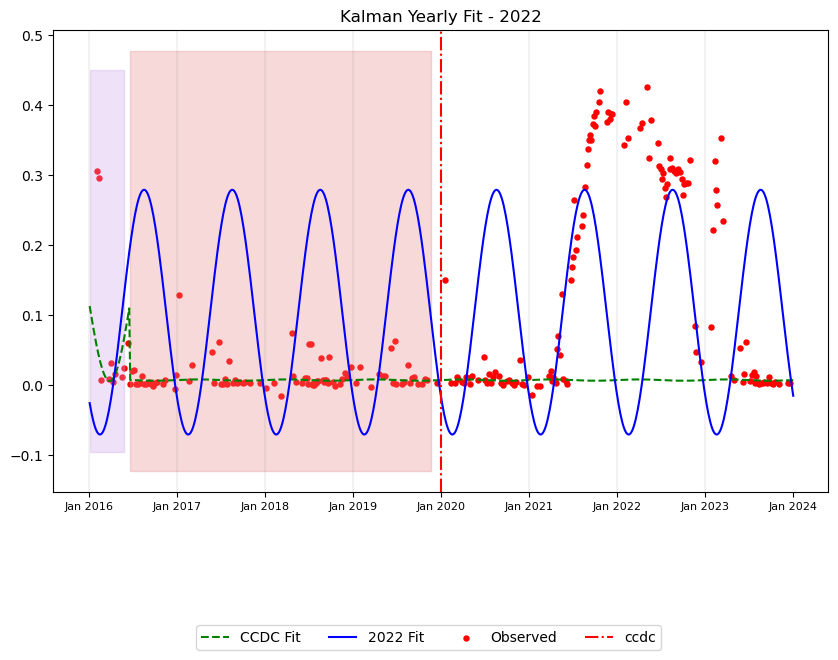 Kalman Yearly Fit - 2022
0.5
0.4
0.3
0.2
0.1
0.0
−0.1
Jan 2016 Jan 2017 Jan 2018 Jan 2019 Jan 2020 Jan 2021 Jan 2022 Jan 2023 Jan 2024
CCDC Fit 2022 Fit Observed ccdc